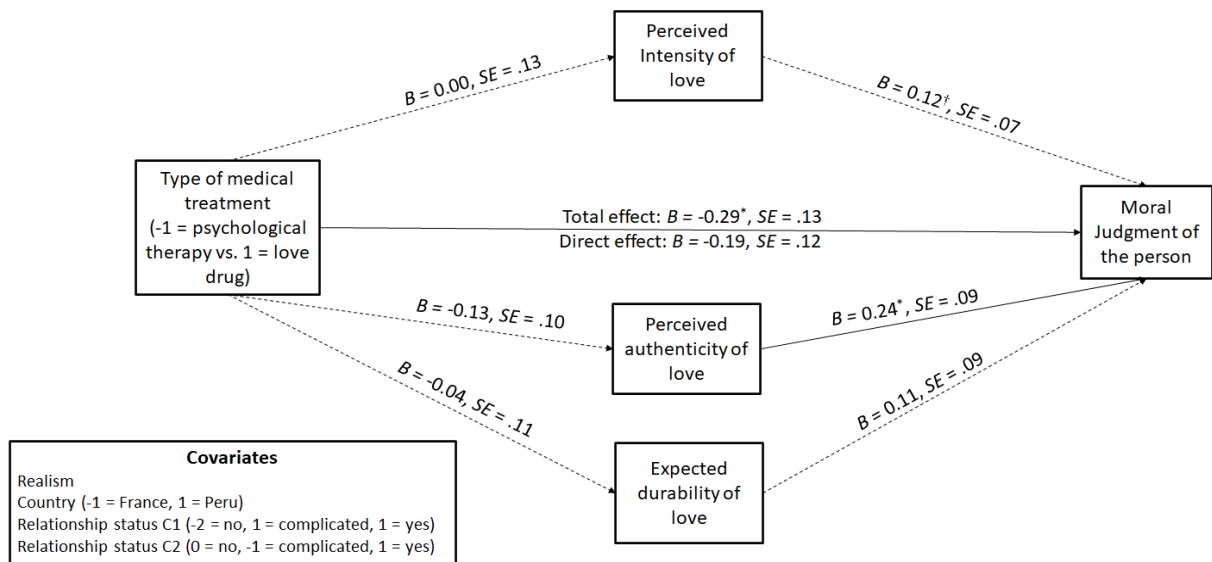 Perceived
Intensity of
love
B = 0.00, SE = .13
B = 0.12†, SE = .07
Type of medical
treatment
(-1 = psychological
therapy vs. 1 = love
drug)
Total effect: B = -0.29*, SE = .13
Direct effect: B = -0.19, SE = .12
Moral
Judgment of
the person
B = -0.13, SE = .10
Perceived
authenticity of
love
B = 0.24*, SE = .09
B = -0.04, SE = .11
Expected
durability of
love
B = 0.11, SE = .09
Covariates
Realism
Country (-1 = France, 1 = Peru)
Relationship status C1 (-2 = no, 1 = complicated, 1 = yes)
Relationship status C2 (0 = no, -1 = complicated, 1 = yes)